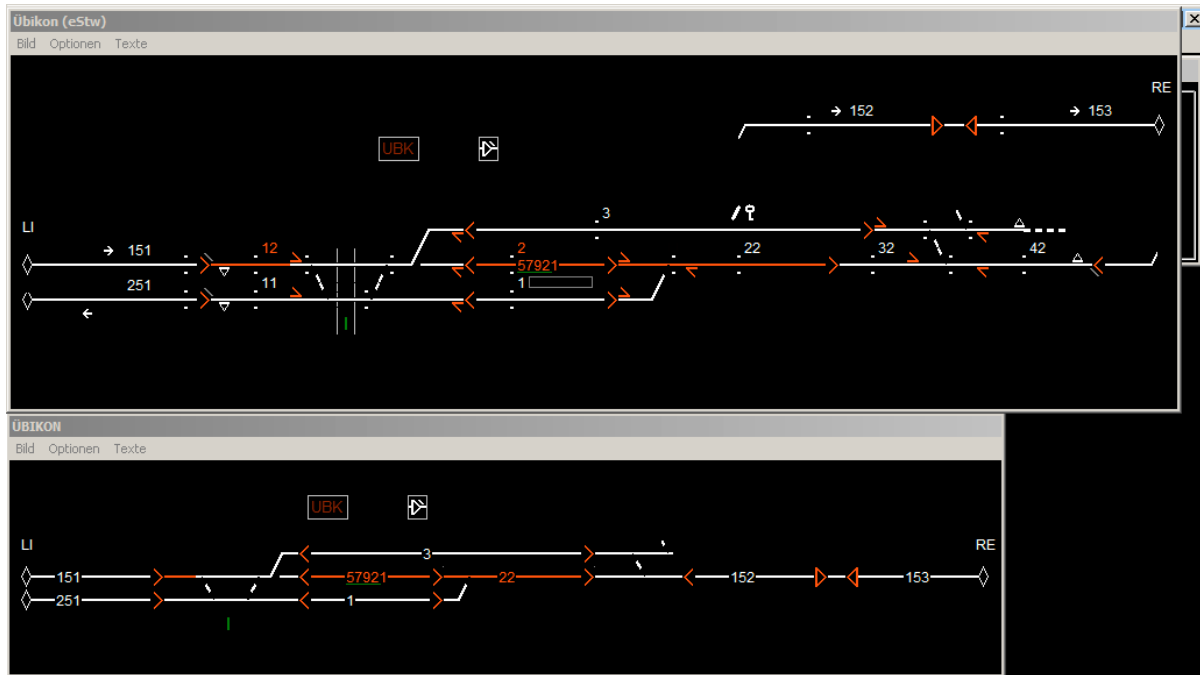 Übikon (eStw)
Bild Optionen Texte
RE
152 153
UBK
LI
3
151 12 2 22 32 42
57921
251 11 1
ÜBIKON
Bild Optionen Texte
UBK
LI RE
3
151 57921 22 152 153
251 1